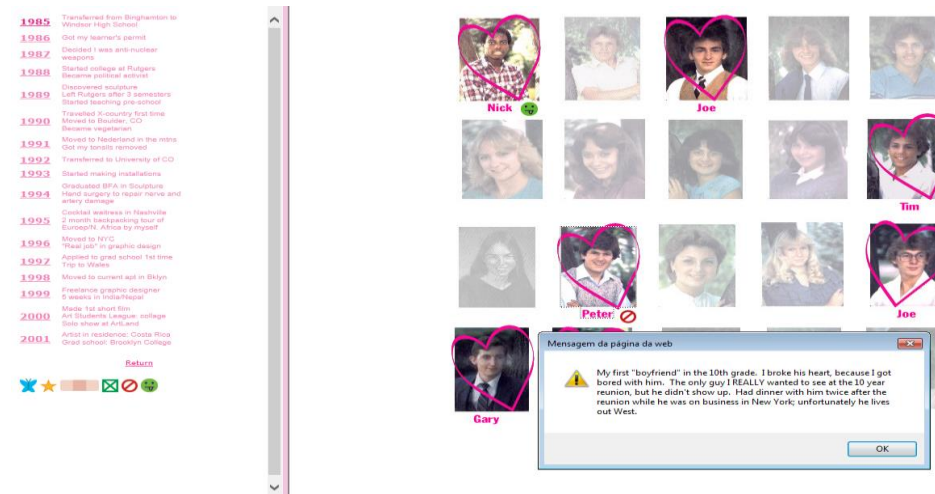 1985 Transferred from Binghamton to
Windsor High School
1986 Got my learner's permit
1987 Decided I was anti-nuclear
weapons
1988 Started college at Rutgers
Became political activist
1989 Discovered sculpture
Left Rutgers after 3 semesters
Started teaching pre-school
1990 Travelled X-country first time
Moved to Boulder, CO
Became vegetarian
1991 Moved to Nederland in the mtns
Got my tonsils removed
1992 Transferred to University of CO
1993 Started making installations
1994 Graduated BFA in Sculpture
Hand surgery to repair nerve and
artery damage
1995 Cocktail waitress in Nashville
2 month backpacking tour of
Europe/N. Africa by myself
1996 Moved to NYC
"Real job" in graphic design
1997 Applied to grad school 1st time
Trip to Wales
1998 Moved to current apt in Bklyn
1999 Freelance graphic designer
5 weeks in India/Nepal
2000 Made 1st short film
Art Students League: collage
Solo show at ArtLand
2001 Artist in residence: Costa Rica
Grad school: Brooklyn College
Return
Nick
Joe
Tim
Peter
Joe
Gary
Mensagem da página da web
My first "boyfriend" in the 10th grade. I broke his heart, because I got
bored with him. The only guy I REALLY wanted to see at the 10 year
reunion, but he didn't show up. Had dinner with him twice after the
reunion while he was on business in New York; unfortunately he lives
out West.
OK